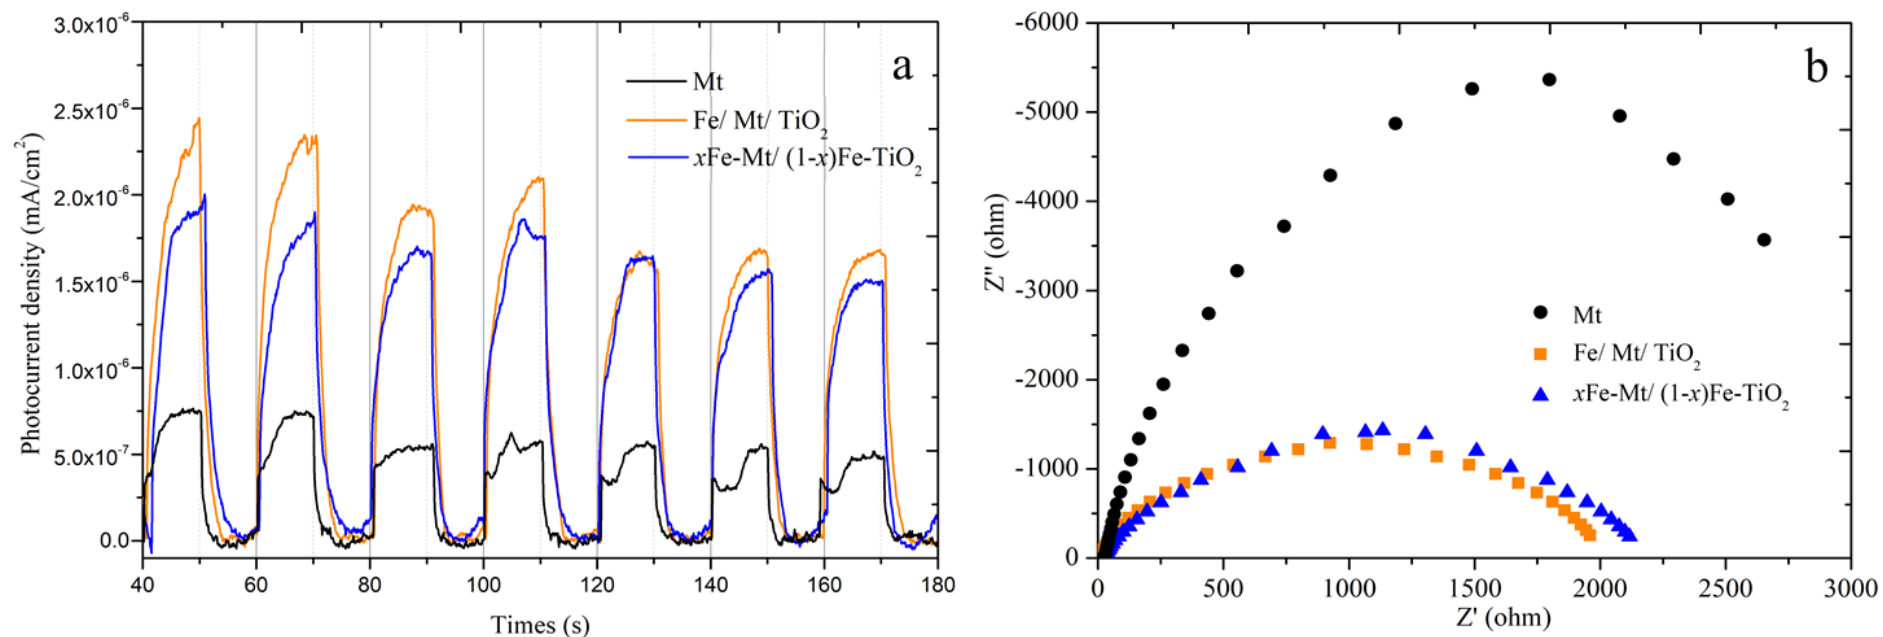 a
3.0x10⁻⁶
2.5x10⁻⁶
2.0x10⁻⁶
1.5x10⁻⁶
1.0x10⁻⁶
5.0x10⁻⁷
0.0
Photocurrent density (mA/cm²)
Mt
Fe/ Mt/ TiO₂
xFe-Mt/ (1-x)Fe-TiO₂
40 60 80 100 120 140 160 180
Times (s)
b
-6000
-5000
-4000
-3000
-2000
-1000
0
Z'' (ohm)
Mt
Fe/ Mt/ TiO₂
xFe-Mt/ (1-x)Fe-TiO₂
0 500 1000 1500 2000 2500 3000
Z' (ohm)